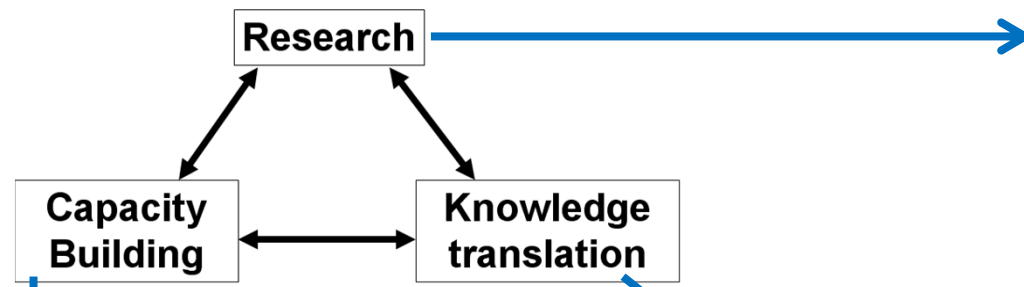 Research
Capacity
Building
Knowledge
translation